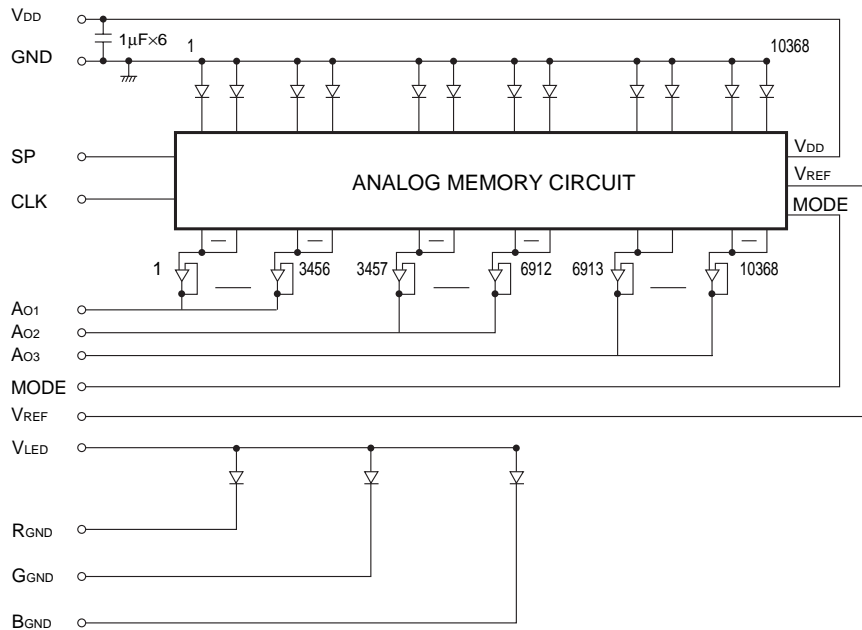 VDD
1μF×6
GND
1
10368
SP
VDD
ANALOG MEMORY CIRCUIT
VREF
CLK
MODE
1
3456
3457
6912
6913
10368
AO1
AO2
AO3
MODE
VREF
VLED
RGND
GGND
BGND